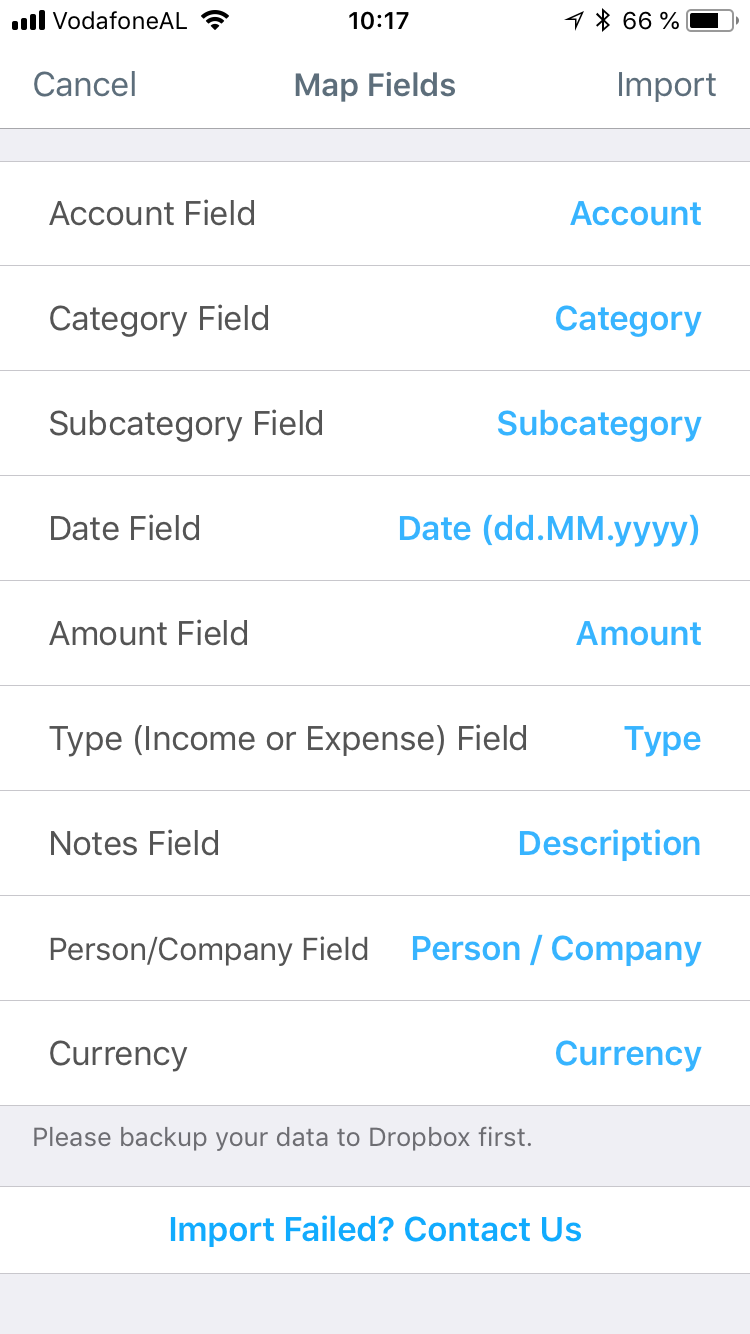 VodafoneAL 10:17 66 %
Cancel Map Fields Import
Account Field Account
Category Field Category
Subcategory Field Subcategory
Date Field Date (dd.MM.yyyy)
Amount Field Amount
Type (Income or Expense) Field Type
Notes Field Description
Person/Company Field Person / Company
Currency Currency
Please backup your data to Dropbox first.
Import Failed? Contact Us